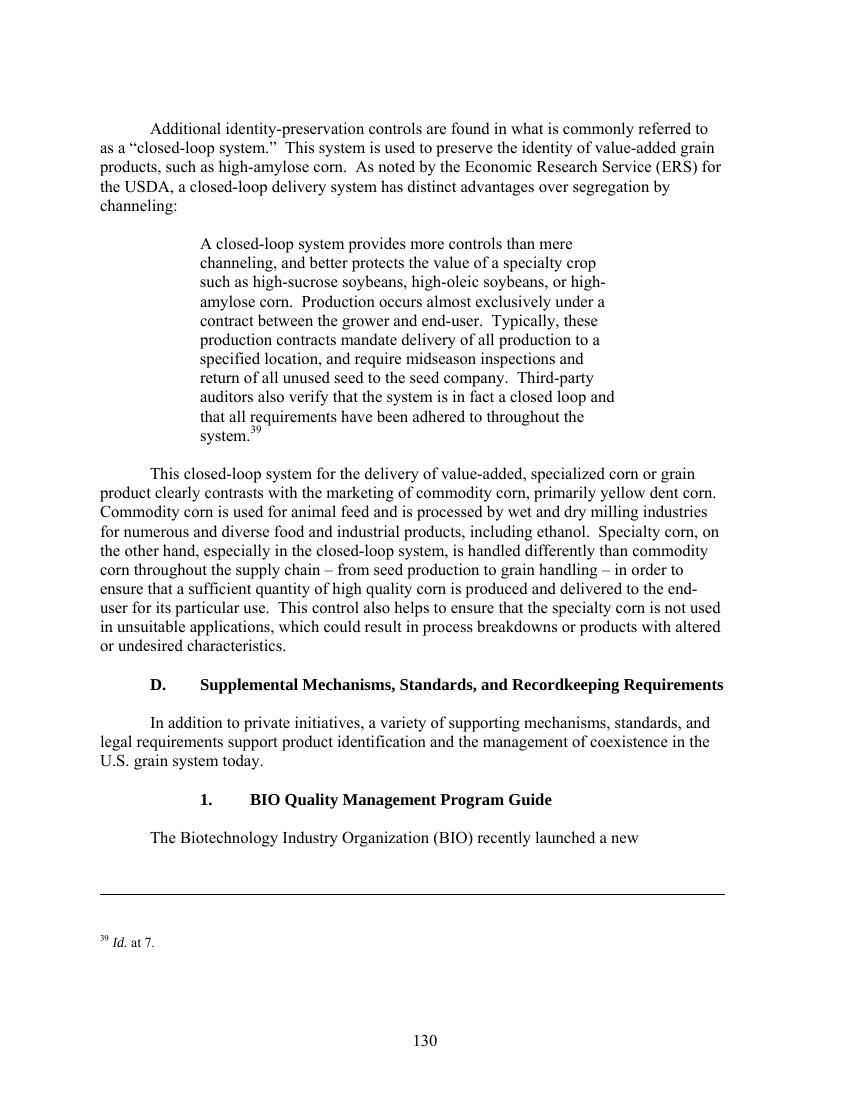 Additional identity-preservation controls are found in what is commonly referred to
as a “closed-loop system.”  This system is used to preserve the identity of value-added grain
products, such as high-amylose corn.  As noted by the Economic Research Service (ERS) for
the USDA, a closed-loop delivery system has distinct advantages over segregation by
channeling:
A closed-loop system provides more controls than mere
channeling, and better protects the value of a specialty crop
such as high-sucrose soybeans, high-oleic soybeans, or high-
amylose corn.  Production occurs almost exclusively under a
contract between the grower and end-user.  Typically, these
production contracts mandate delivery of all production to a
specified location, and require midseason inspections and
return of all unused seed to the seed company.  Third-party
auditors also verify that the system is in fact a closed loop and
that all requirements have been adhered to throughout the
system.39
This closed-loop system for the delivery of value-added, specialized corn or grain
product clearly contrasts with the marketing of commodity corn, primarily yellow dent corn.
Commodity corn is used for animal feed and is processed by wet and dry milling industries
for numerous and diverse food and industrial products, including ethanol.  Specialty corn, on
the other hand, especially in the closed-loop system, is handled differently than commodity
corn throughout the supply chain – from seed production to grain handling – in order to
ensure that a sufficient quantity of high quality corn is produced and delivered to the end-
user for its particular use.  This control also helps to ensure that the specialty corn is not used
in unsuitable applications, which could result in process breakdowns or products with altered
or undesired characteristics.
D. Supplemental Mechanisms, Standards, and Recordkeeping Requirements
In addition to private initiatives, a variety of supporting mechanisms, standards, and
legal requirements support product identification and the management of coexistence in the
U.S. grain system today.
1. BIO Quality Management Program Guide
The Biotechnology Industry Organization (BIO) recently launched a new
39 Id. at 7.
130